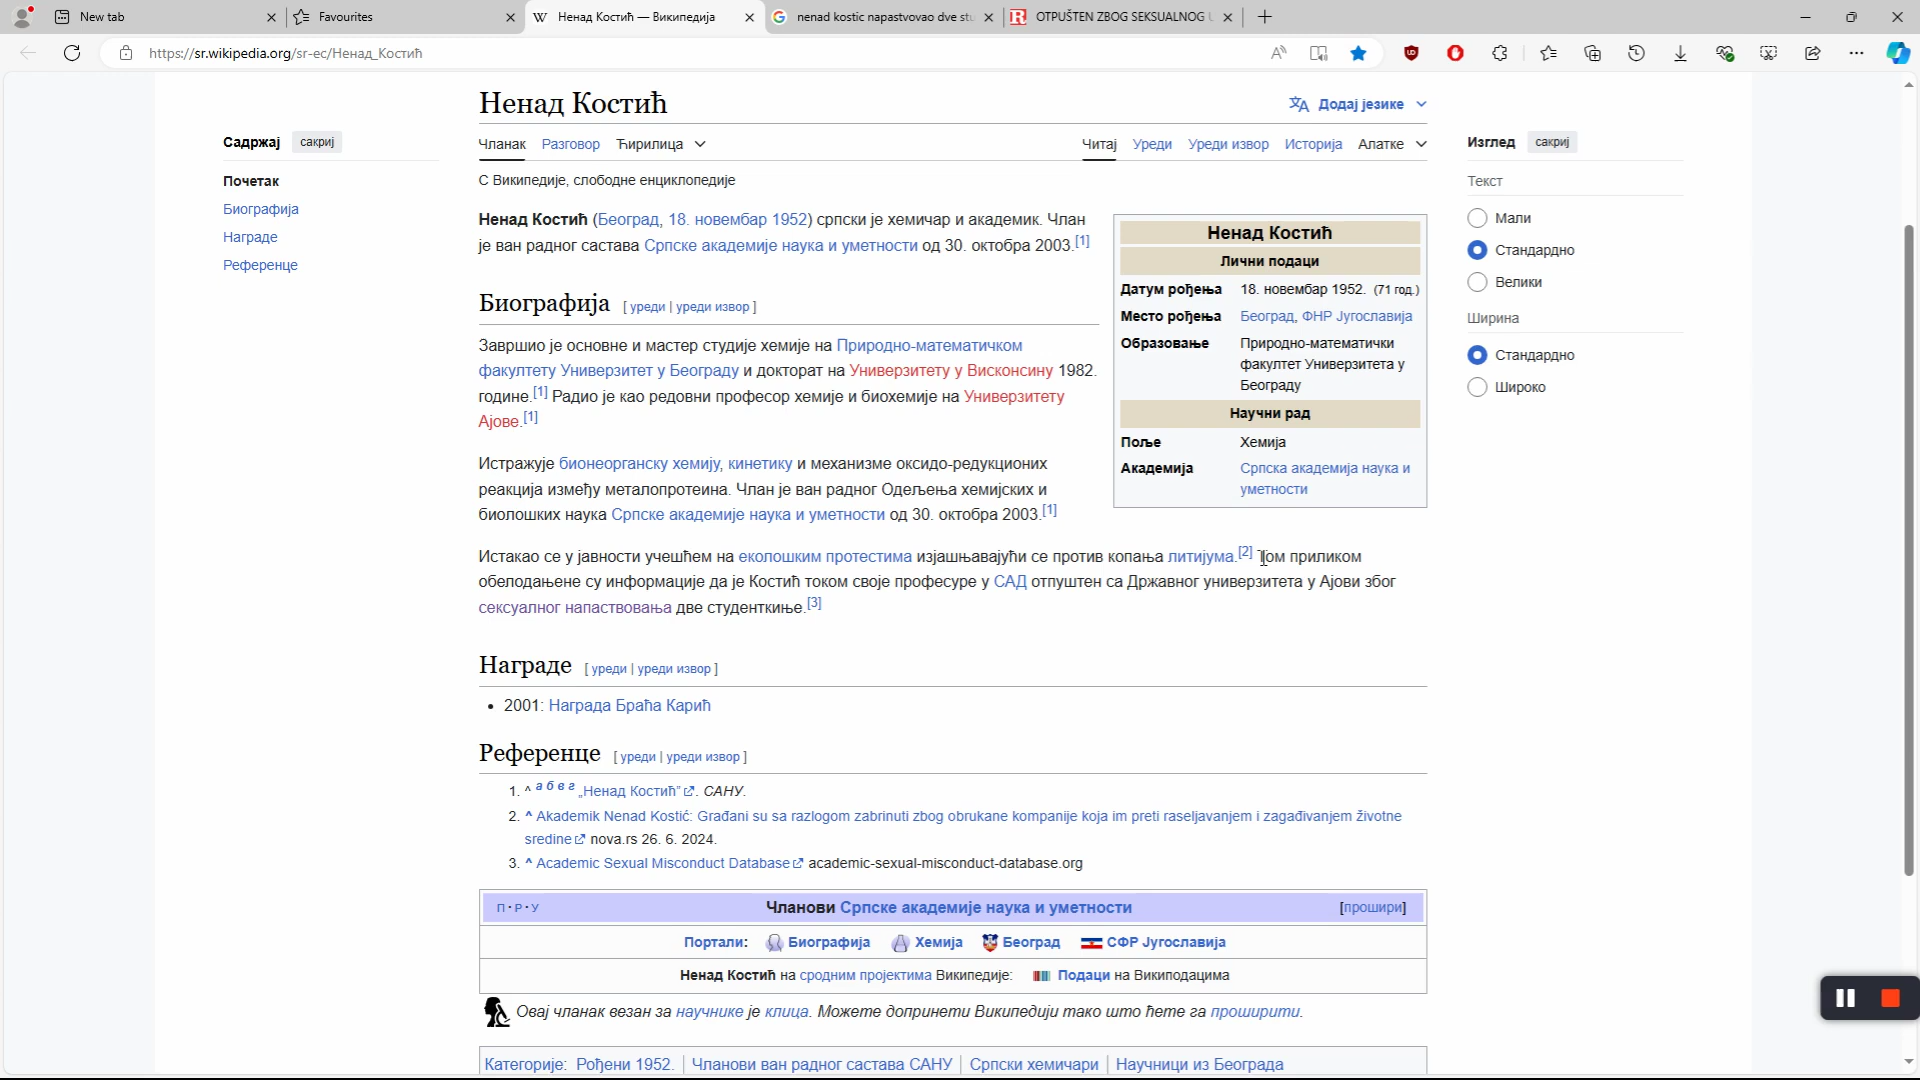 New tab
Favourites
Ненад Костић — Википедија
nenad kostic napastvovao dve stu
OTPUŠTEN ZBOG SEKSUALNOG U
https://sr.wikipedia.org/sr-ec/Ненад_Костић
Ненад Костић
Додај језике
Садржај
сакриј
Почетак
Биографија
Награде
Референце
Чланак Разговор Ћирилица
Читај Уреди Уреди извор Историја Алатке
С Википедије, слободне енциклопедије
Ненад Костић (Београд, 18. новембар 1952) српски је хемичар и академик. Члан
је ван радног састава Српске академије наука и уметности од 30. октобра 2003.[1]
Биографија [ уреди | уреди извор ]
Завршио је основне и мастер студије хемије на Природно-математичком
факултету Универзитет у Београду и докторат на Универзитету у Висконсину 1982.
године.[1] Радио је као редовни професор хемије и биохемије на Универзитету
Ајове.[1]
Истражује бионеорганску хемију, кинетику и механизме оксидо-редукционих
реакција између металопротеина. Члан је ван радног Одељења хемијских и
биолошких наука Српске академије наука и уметности од 30. октобра 2003.[1]
Истакао се у јавности учешћем на еколошким протестима изјашњавајући се против копања литијума.[2] Том приликом
обелодањене су информације да је Костић током своје професуре у САД отпуштен са Државног универзитета у Ајови због
сексуалног напаствовања две студенткиње.[3]
Ненад Костић
Лични подаци
Датум рођења 18. новембар 1952. (71 год.)
Место рођења Београд, ФНР Југославија
Образовање Природно-математички
факултет Универзитета у
Београду
Научни рад
Поље Хемија
Академија Српска академија наука и
уметности
Награде [ уреди | уреди извор ]
• 2001: Награда Браћа Карић
Референце [ уреди | уреди извор ]
1. ^ а б в г „Ненад Костић”. САНУ.
2. ^ Akademik Nenad Kostić: Građani su sa razlogom zabrinuti zbog obrukane kompanije koja im preti raseljavanjem i zagađivanjem životne
sredine nova.rs 26. 6. 2024.
3. ^ Academic Sexual Misconduct Database academic-sexual-misconduct-database.org
П · Р · У
Чланови Српске академије наука и уметности
[прошири]
Портали: Биографија Хемија Београд СФР Југославија
Ненад Костић на сродним пројектима Википедије: Подаци на Википодацима
Овај чланак везан за научнике је клица. Можете допринети Википедији тако што ћете га проширити.
Категорије: Рођени 1952. | Чланови ван радног састава САНУ | Српски хемичари | Научници из Београда
Изглед
сакриј
Текст
Мали
Стандардно
Велики
Ширина
Стандардно
Широко